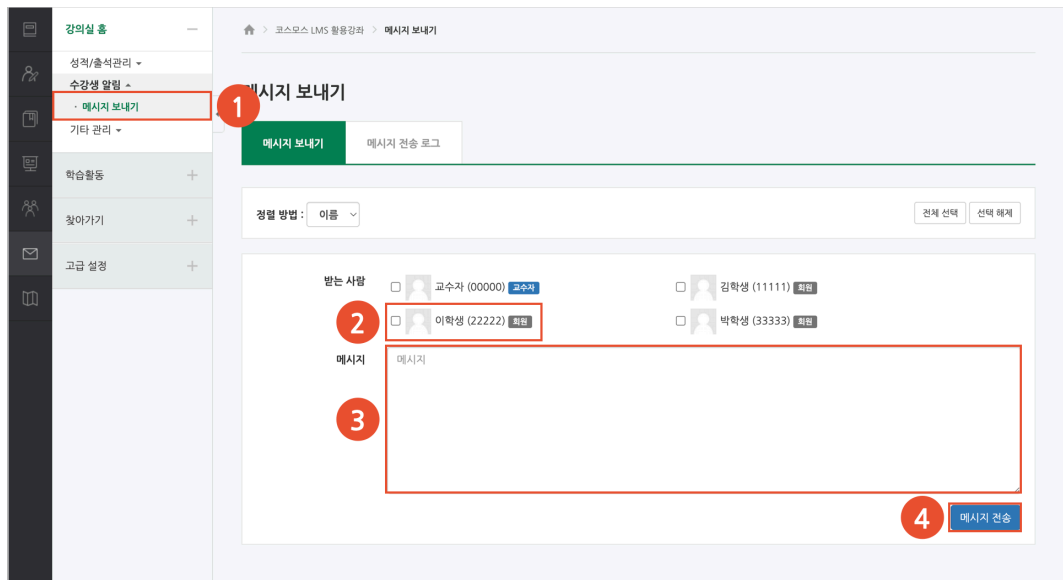 강의실 홈
성적/출석관리
수강생 알림
· 메시지 보내기
기타 관리
학습활동
찾아가기
고급 설정
코스모스 LMS 활용강좌 > 메시지 보내기
1
메시지 보내기
메시지 보내기 메시지 전송 로그
정렬 방법 : 이름 전체 선택 선택 해제
받는 사람 교수자 (00000) 교수자 김학생 (11111) 회원
2 이학생 (22222) 회원 박학생 (33333) 회원
메시지 메시지
3
4 메시지 전송